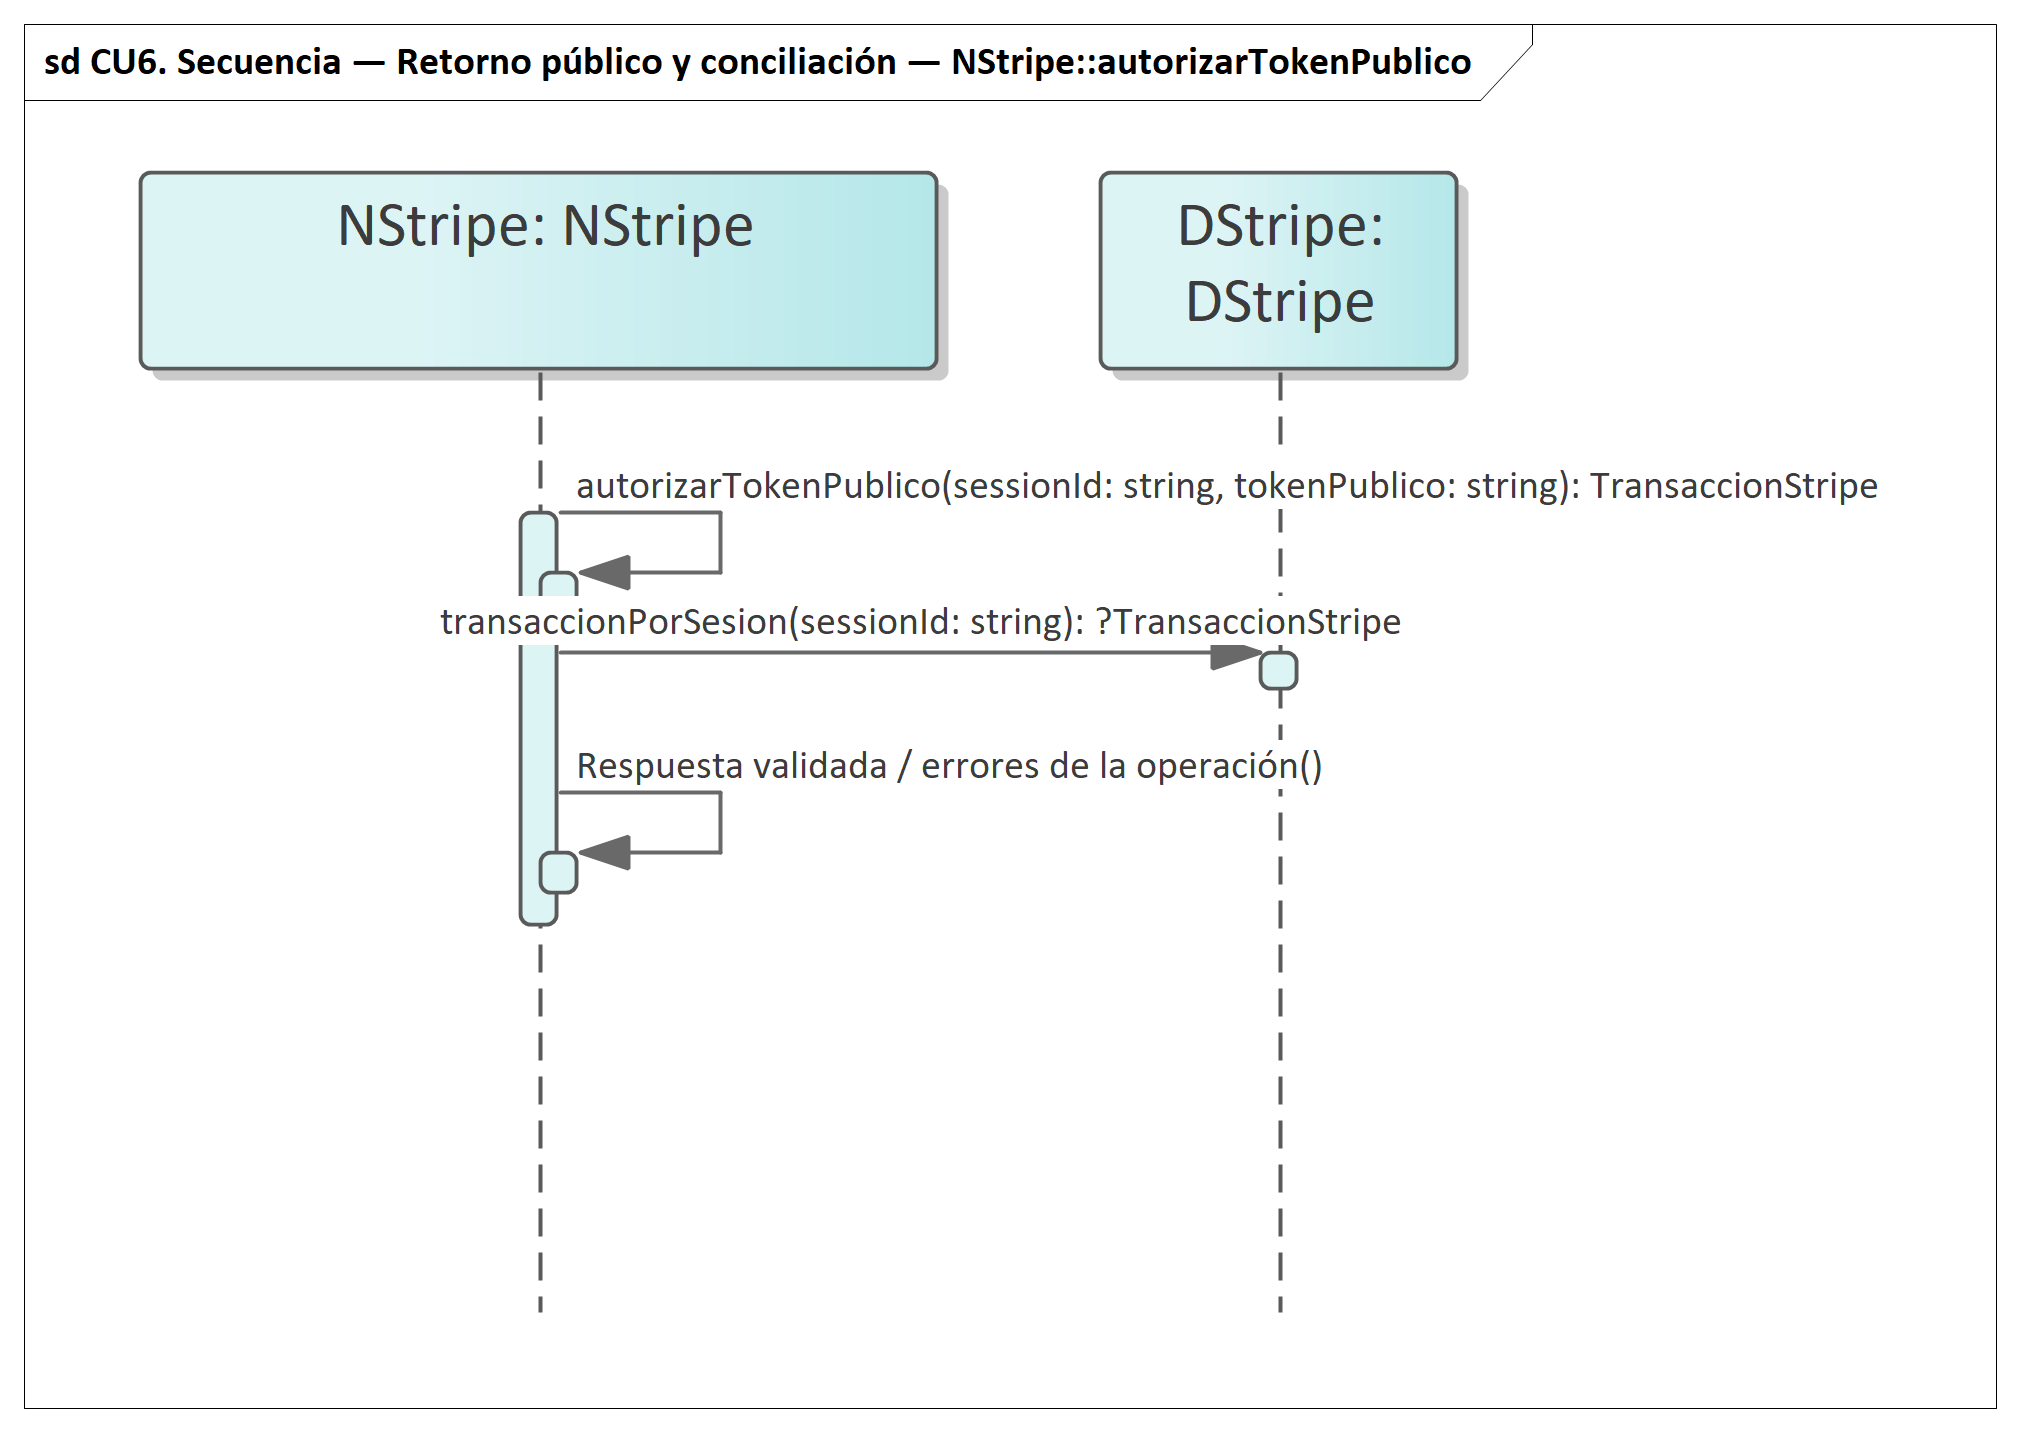 sd CU6. Secuencia — Retorno público y conciliación — NStripe::autorizarTokenPublico
NStripe: NStripe
DStripe:
DStripe
autorizarTokenPublico(sessionId: string, tokenPublico: string): TransaccionStripe
transaccionPorSesion(sessionId: string): ?TransaccionStripe
Respuesta validada / errores de la operación()